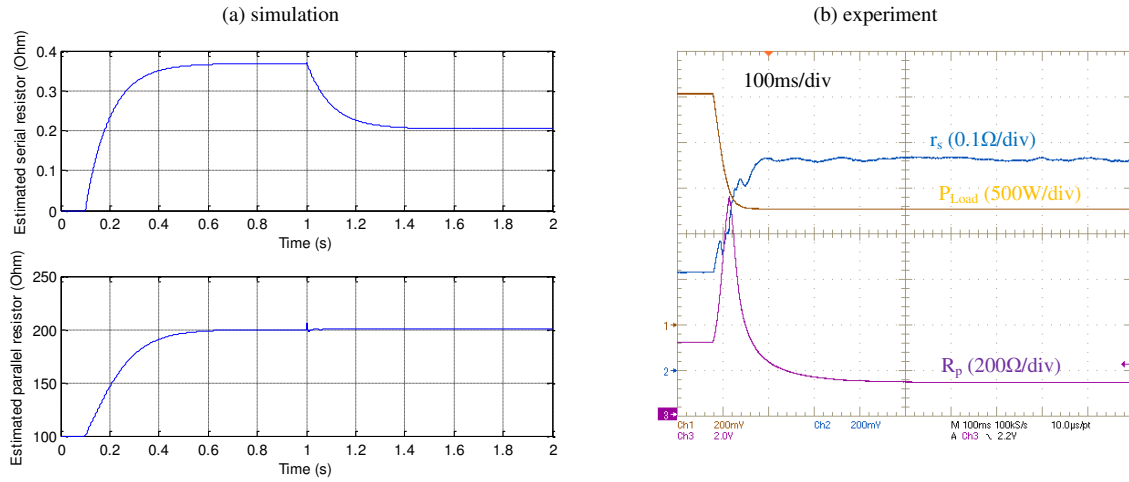 (a) simulation
(b) experiment
Estimated serial resistor (Ohm)
0.4
0.3
0.2
0.1
0
0 0.2 0.4 0.6 0.8 1 1.2 1.4 1.6 1.8 2
Time (s)
Estimated parallel resistor (Ohm)
250
200
150
100
0 0.2 0.4 0.6 0.8 1 1.2 1.4 1.6 1.8 2
Time (s)
100ms/div
rs (0.1Ω/div)
PLoad (500W/div)
Rp (200Ω/div)
1
2
3
Ch1 200mV Ch2 200mV M 100ms 100kS/s 10.0µs/pt
Ch3 2.0V A Ch3 ∖ 2.2V